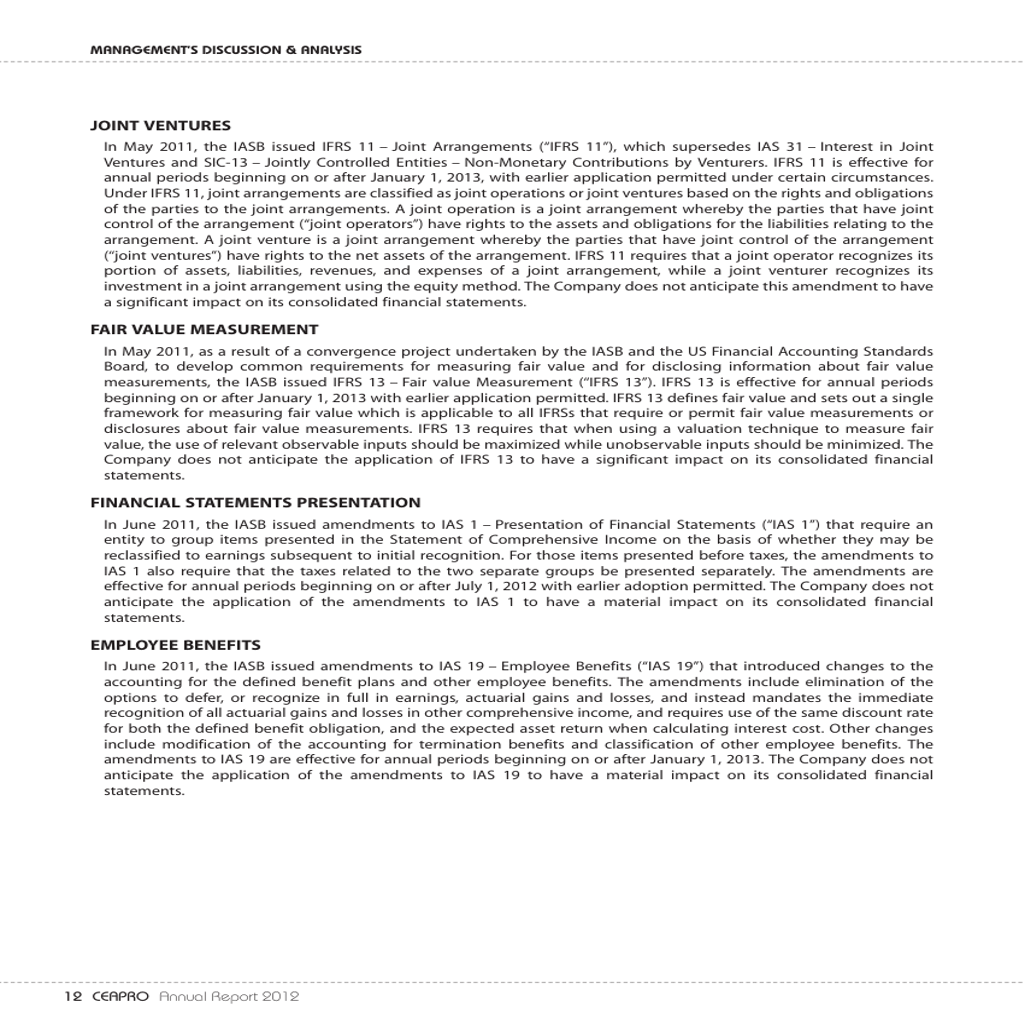 MANAGEMENT'S DISCUSSION & ANALYSIS
JOINT VENTURES
In May 2011, the IASB issued IFRS 11 – Joint Arrangements (“IFRS 11”), which supersedes IAS 31 – Interest in Joint
Ventures and SIC-13 – Jointly Controlled Entities – Non-Monetary Contributions by Venturers. IFRS 11 is effective for
annual periods beginning on or after January 1, 2013, with earlier application permitted under certain circumstances.
Under IFRS 11, joint arrangements are classified as joint operations or joint ventures based on the rights and obligations
of the parties to the joint arrangements. A joint operation is a joint arrangement whereby the parties that have joint
control of the arrangement (“joint operators”) have rights to the assets and obligations for the liabilities relating to the
arrangement. A joint venture is a joint arrangement whereby the parties that have joint control of the arrangement
(“joint ventures”) have rights to the net assets of the arrangement. IFRS 11 requires that a joint operator recognizes its
portion of assets, liabilities, revenues, and expenses of a joint arrangement, while a joint venturer recognizes its
investment in a joint arrangement using the equity method. The Company does not anticipate this amendment to have
a significant impact on its consolidated financial statements.
FAIR VALUE MEASUREMENT
In May 2011, as a result of a convergence project undertaken by the IASB and the US Financial Accounting Standards
Board, to develop common requirements for measuring fair value and for disclosing information about fair value
measurements, the IASB issued IFRS 13 – Fair value Measurement (“IFRS 13”). IFRS 13 is effective for annual periods
beginning on or after January 1, 2013 with earlier application permitted. IFRS 13 defines fair value and sets out a single
framework for measuring fair value which is applicable to all IFRSs that require or permit fair value measurements or
disclosures about fair value measurements. IFRS 13 requires that when using a valuation technique to measure fair
value, the use of relevant observable inputs should be maximized while unobservable inputs should be minimized. The
Company does not anticipate the application of IFRS 13 to have a significant impact on its consolidated financial
statements.
FINANCIAL STATEMENTS PRESENTATION
In June 2011, the IASB issued amendments to IAS 1 – Presentation of Financial Statements (“IAS 1”) that require an
entity to group items presented in the Statement of Comprehensive Income on the basis of whether they may be
reclassified to earnings subsequent to initial recognition. For those items presented before taxes, the amendments to
IAS 1 also require that the taxes related to the two separate groups be presented separately. The amendments are
effective for annual periods beginning on or after July 1, 2012 with earlier adoption permitted. The Company does not
anticipate the application of the amendments to IAS 1 to have a material impact on its consolidated financial
statements.
EMPLOYEE BENEFITS
In June 2011, the IASB issued amendments to IAS 19 – Employee Benefits (“IAS 19”) that introduced changes to the
accounting for the defined benefit plans and other employee benefits. The amendments include elimination of the
options to defer, or recognize in full in earnings, actuarial gains and losses, and instead mandates the immediate
recognition of all actuarial gains and losses in other comprehensive income, and requires use of the same discount rate
for both the defined benefit obligation, and the expected asset return when calculating interest cost. Other changes
include modification of the accounting for termination benefits and classification of other employee benefits. The
amendments to IAS 19 are effective for annual periods beginning on or after January 1, 2013. The Company does not
anticipate the application of the amendments to IAS 19 to have a material impact on its consolidated financial
statements.
12 CEAPRO Annual Report 2012